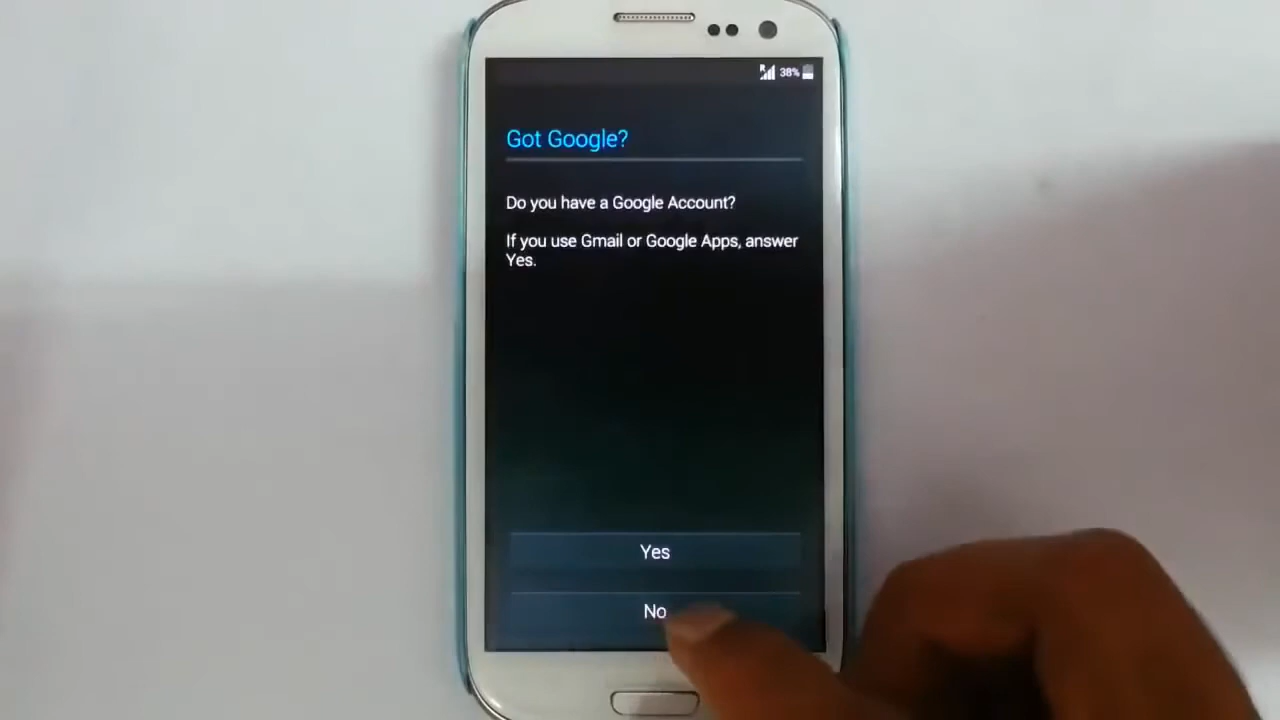 38%
Got Google?
Do you have a Google Account?
If you use Gmail or Google Apps, answer
Yes.
Yes
No